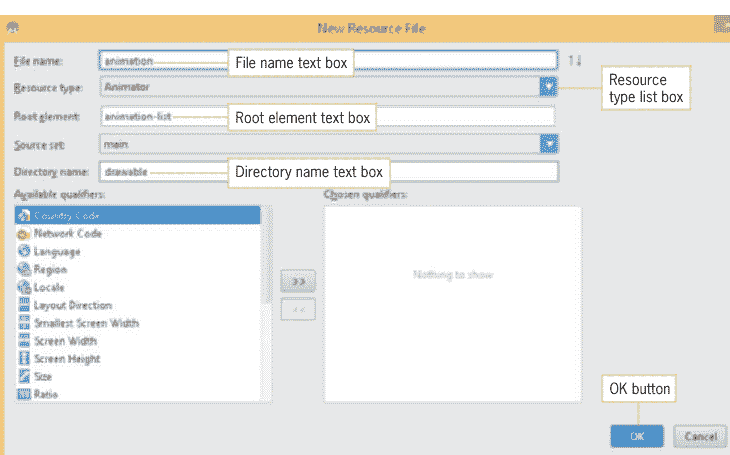 New Resource File
File name: animation File name text box
Resource type: Animator
Resource
type list box
Root element: animation-list Root element text box
Source set: main
Directory name: drawable Directory name text box
Available qualifiers: Chosen qualifiers:
Country Code
Network Code
Language
Region
Locale
Layout Direction
Smallest Screen Width
Screen Width
Screen Height
Size
Ratio
>>
<<
Nothing to show
OK button
OK Cancel